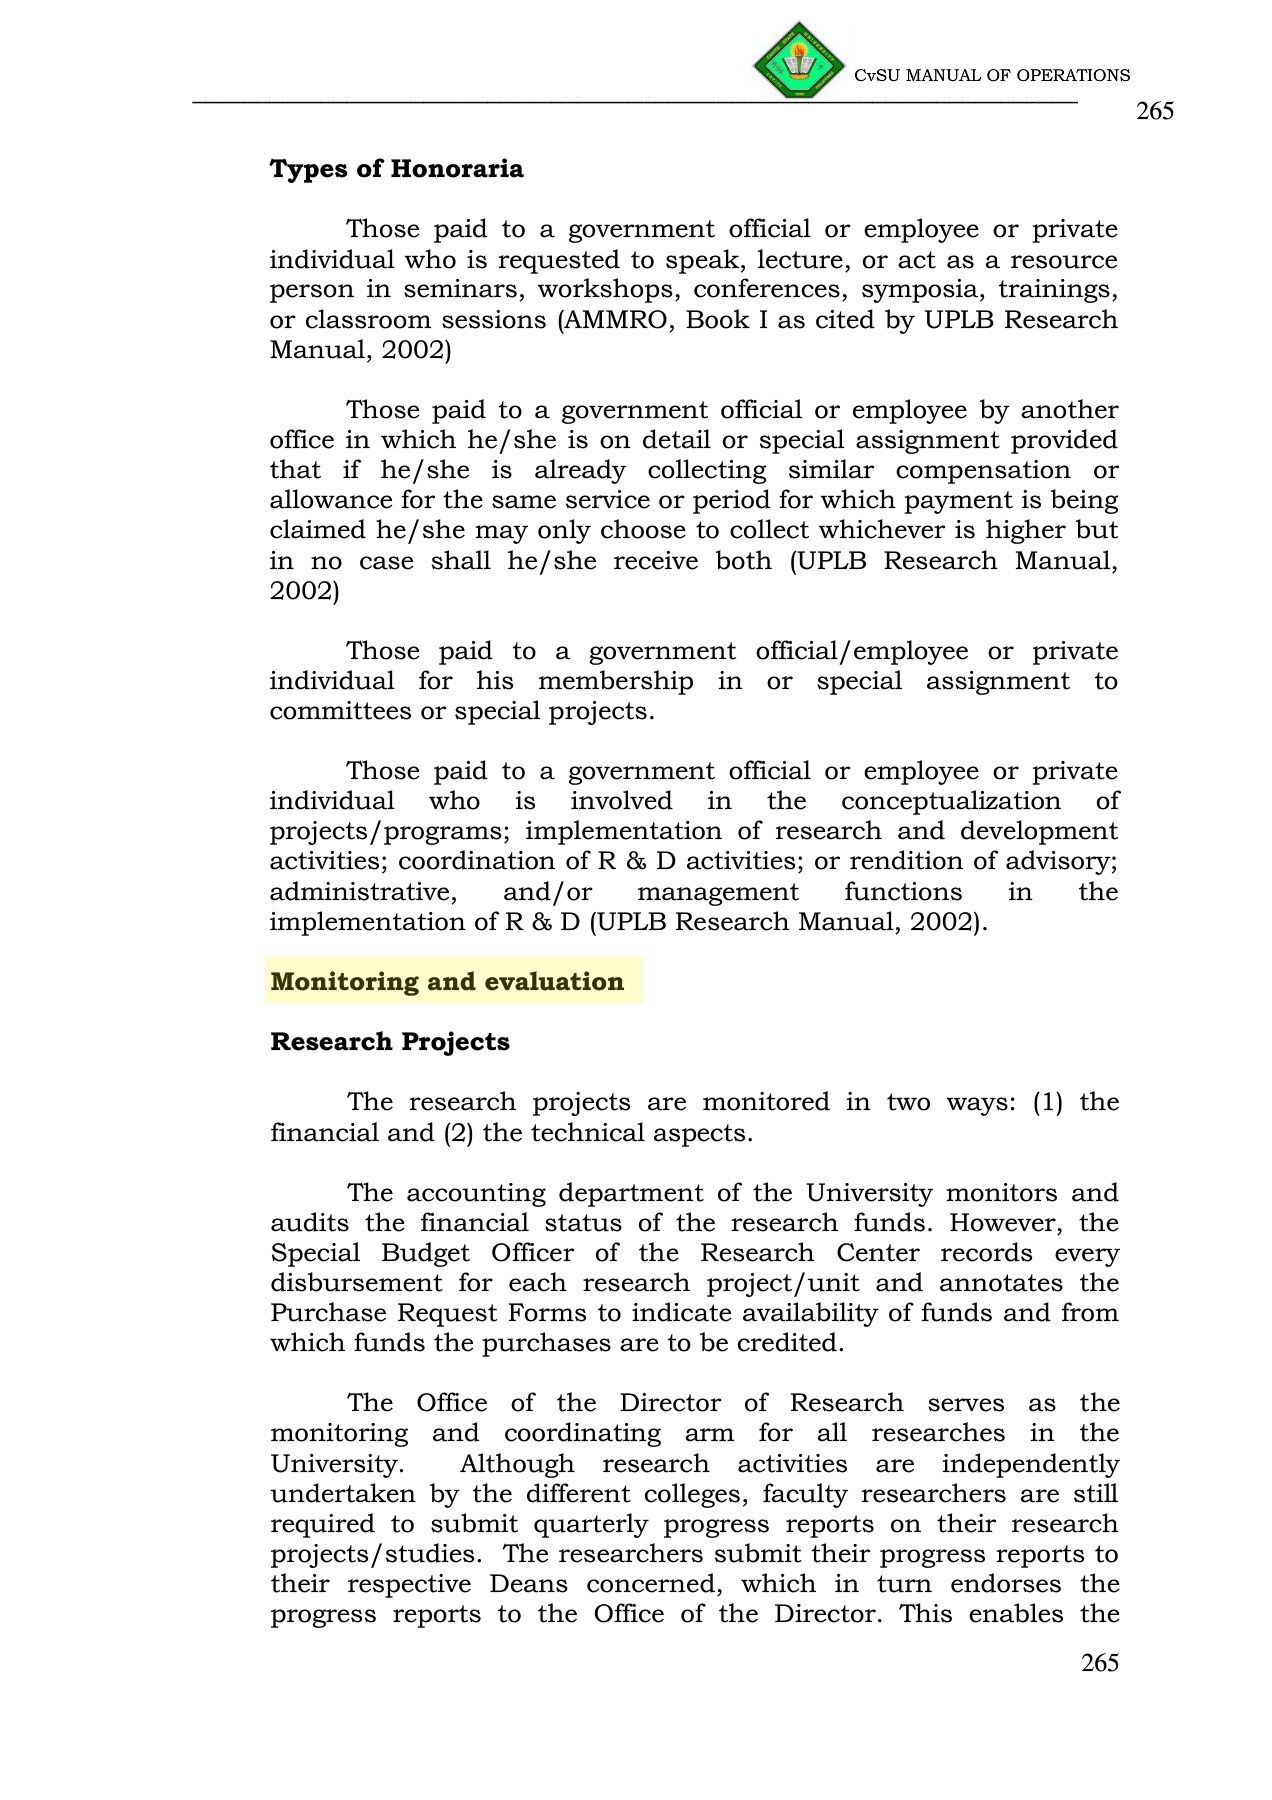 CvSU MANUAL OF OPERATIONS
265
Types of Honoraria
Those paid to a government official or employee or private
individual who is requested to speak, lecture, or act as a resource
person in seminars, workshops, conferences, symposia, trainings,
or classroom sessions (AMMRO, Book I as cited by UPLB Research
Manual, 2002)
Those paid to a government official or employee by another
office in which he/she is on detail or special assignment provided
that if he/she is already collecting similar compensation or
allowance for the same service or period for which payment is being
claimed he/she may only choose to collect whichever is higher but
in no case shall he/she receive both (UPLB Research Manual,
2002)
Those paid to a government official/employee or private
individual for his membership in or special assignment to
committees or special projects.
Those paid to a government official or employee or private
individual who is involved in the conceptualization of
projects/programs; implementation of research and development
activities; coordination of R & D activities; or rendition of advisory;
administrative, and/or management functions in the
implementation of R & D (UPLB Research Manual, 2002).
Monitoring and evaluation
Research Projects
The research projects are monitored in two ways: (1) the
financial and (2) the technical aspects.
The accounting department of the University monitors and
audits the financial status of the research funds. However, the
Special Budget Officer of the Research Center records every
disbursement for each research project/unit and annotates the
Purchase Request Forms to indicate availability of funds and from
which funds the purchases are to be credited.
The Office of the Director of Research serves as the
monitoring and coordinating arm for all researches in the
University. Although research activities are independently
undertaken by the different colleges, faculty researchers are still
required to submit quarterly progress reports on their research
projects/studies. The researchers submit their progress reports to
their respective Deans concerned, which in turn endorses the
progress reports to the Office of the Director. This enables the
265